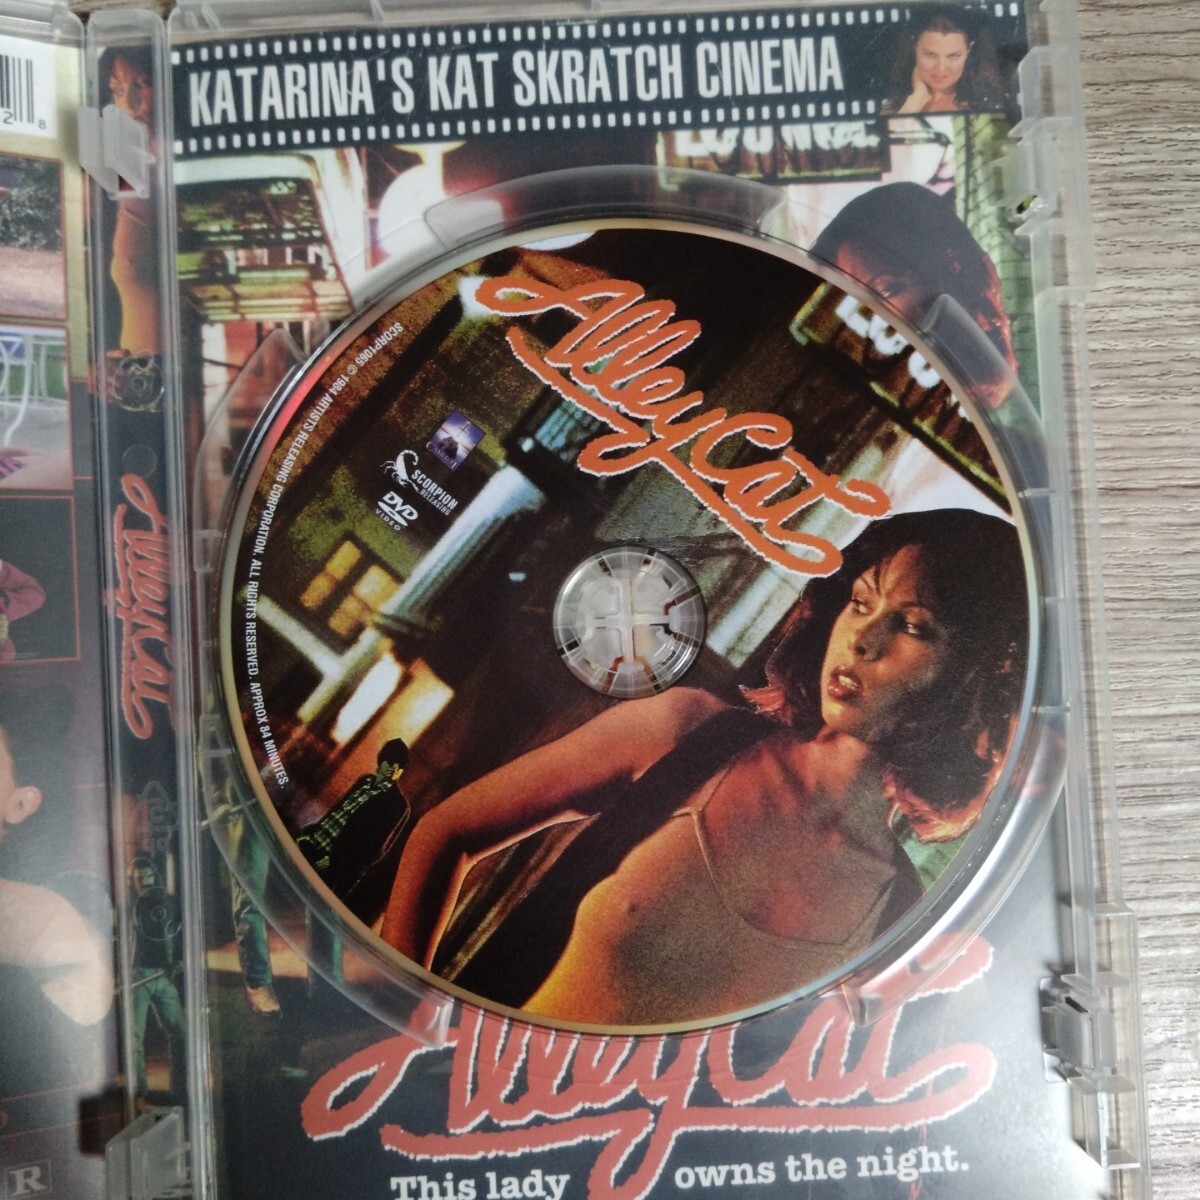 28
KATARINA'S KAT SKRATCH CINEMA
Alley Cat
SCORP1065 © 1984 ARTISTS RELEASING CORPORATION. ALL RIGHTS RESERVED. APPROX 84 MINUTES.
SCORPION
RELEASING
DVD
VIDEO
Alley Cat
Alley Cat
This lady owns the night.
R